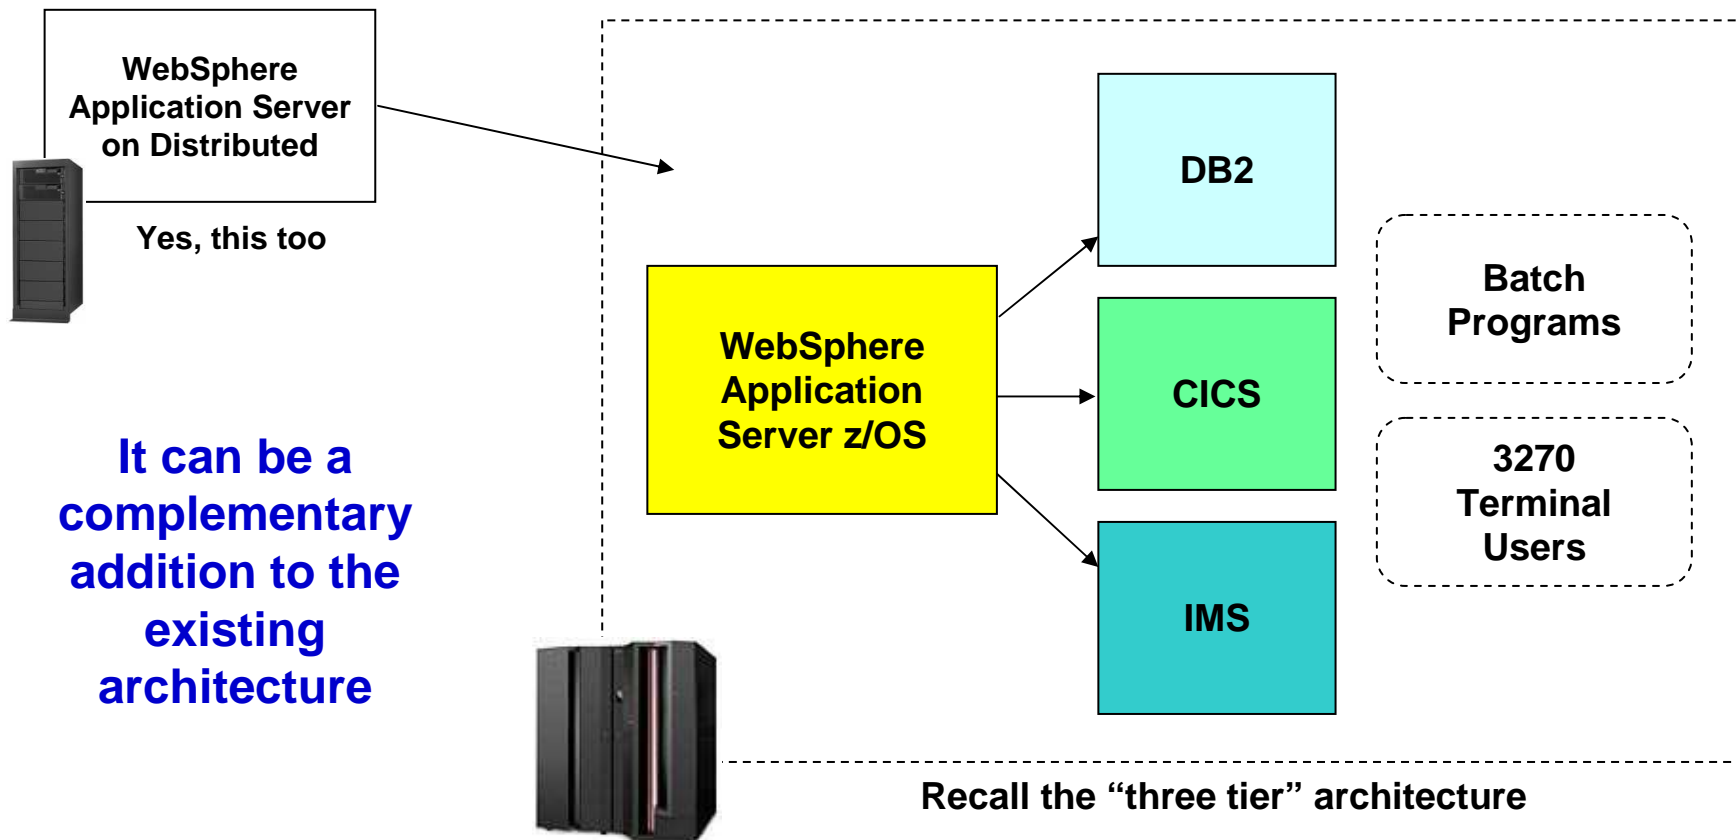 WebSphere
Application Server
on Distributed
Yes, this too
It can be a
complementary
addition to the
existing
architecture
WebSphere
Application
Server z/OS
DB2
CICS
IMS
Batch
Programs
3270
Terminal
Users
Recall the “three tier” architecture